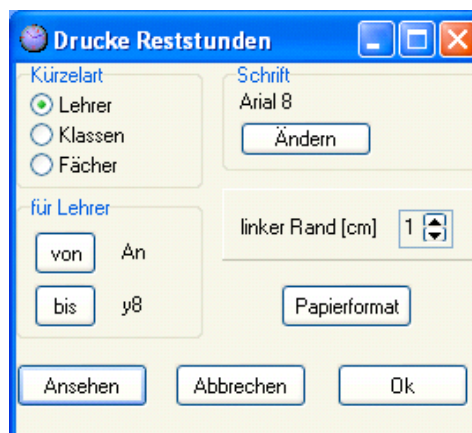 Drucke Reststunden
Kürzelart
Lehrer
Klassen
Fächer
Schrift
Arial 8
Ändern
für Lehrer
von An
bis y8
linker Rand [cm] 1
Papierformat
Ansehen Abbrechen Ok